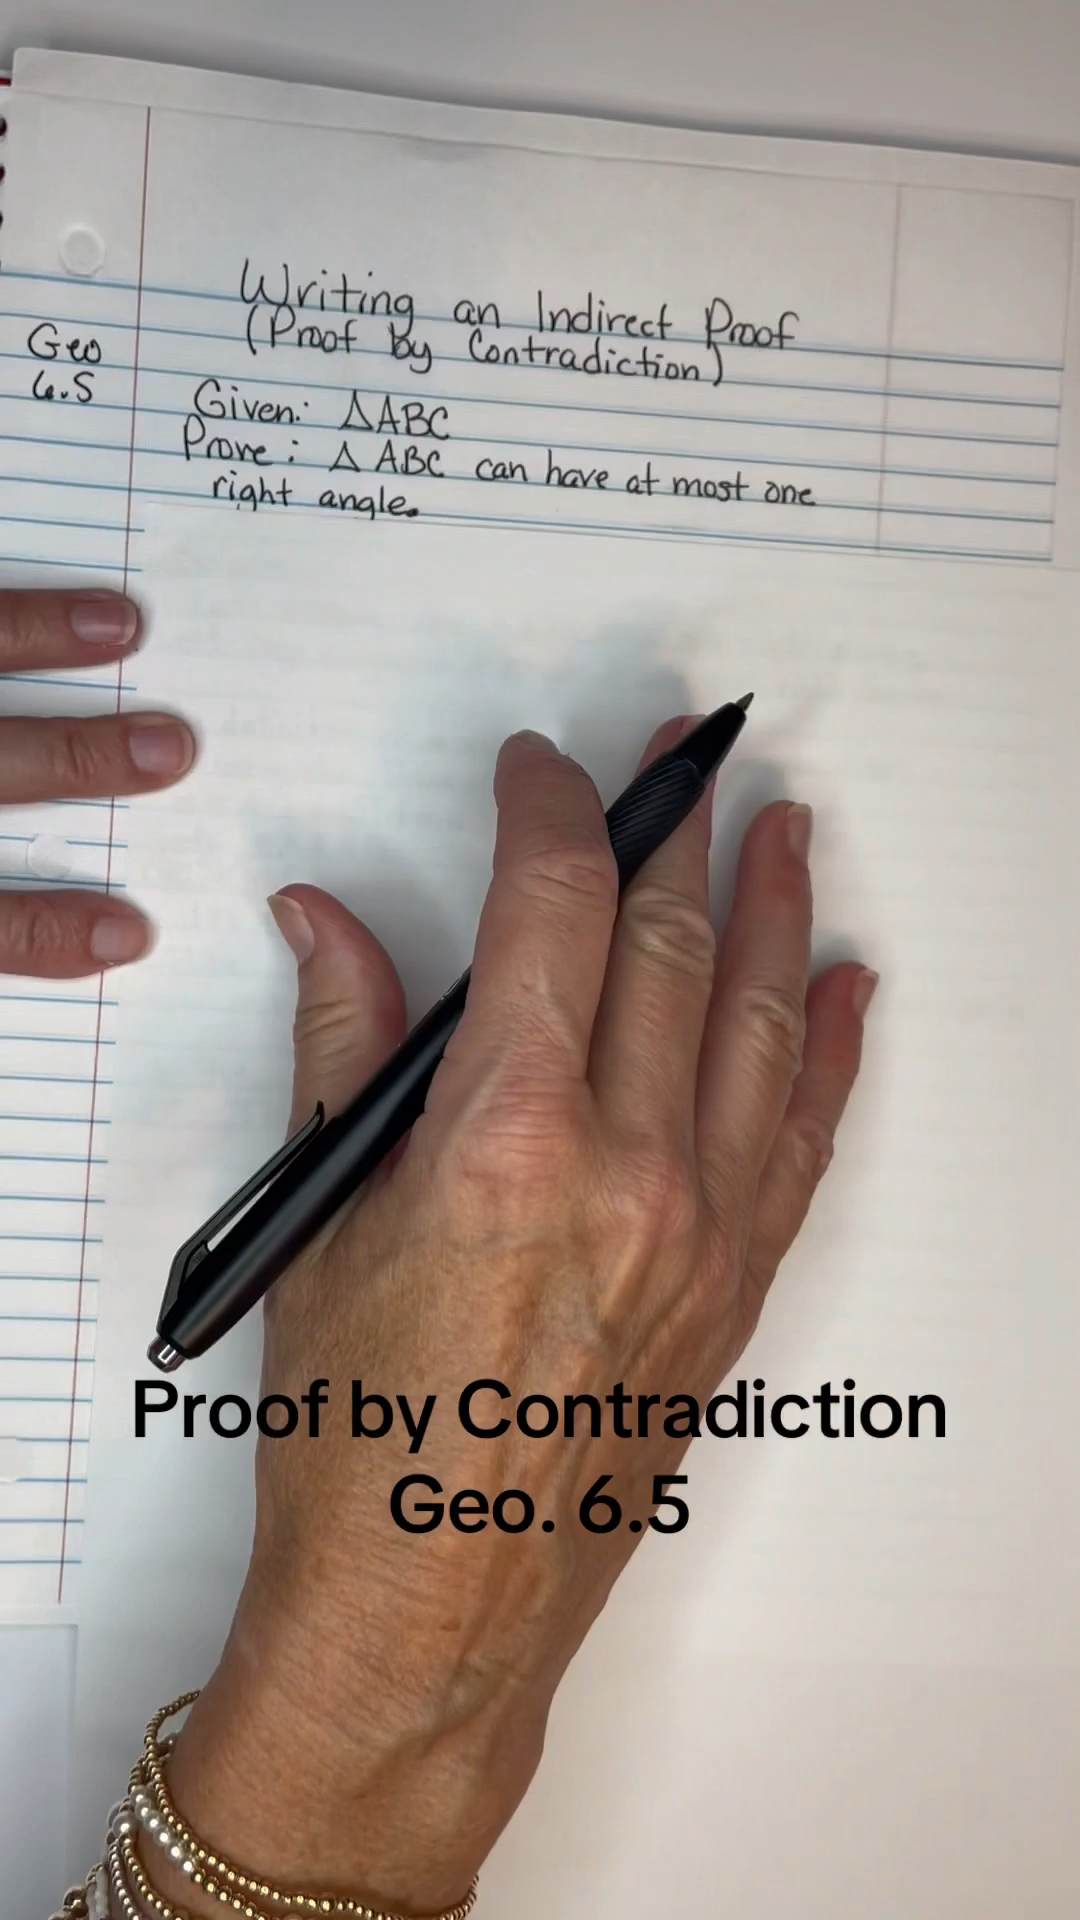 Writing an Indirect Proof
(Proof by Contradiction)
Geo
6.5
Given: △ABC
Prove: △ABC can have at most one
right angle.
Proof by Contradiction
Geo. 6.5